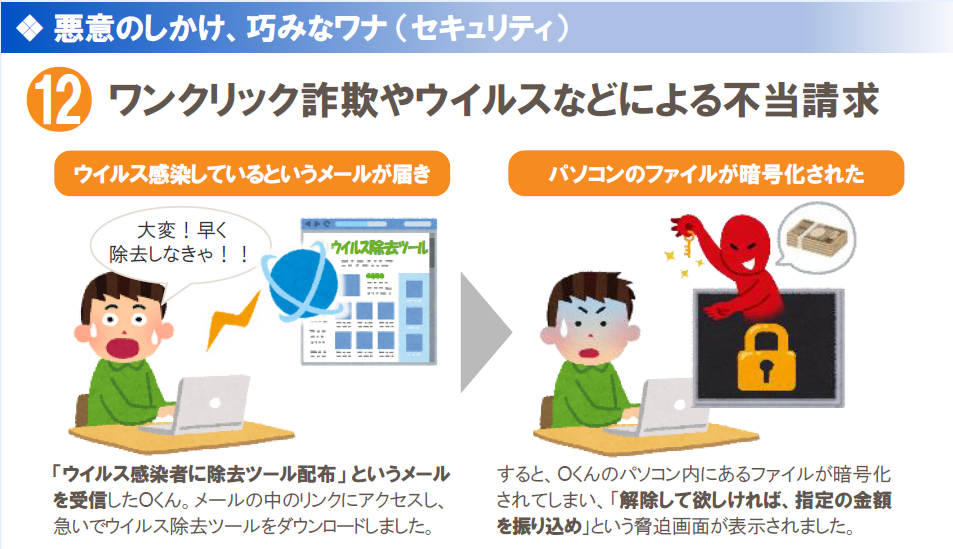 ❖ 悪意のしかけ、巧みなワナ（セキュリティ）
12 ワンクリック詐欺やウイルスなどによる不当請求
ウイルス感染しているというメールが届き
大変！早く
除去しなきゃ！！
ウイルス除去ツール
「ウイルス感染者に除去ツール配布」というメール
を受信したOくん。メールの中のリンクにアクセスし、
急いでウイルス除去ツールをダウンロードしました。
パソコンのファイルが暗号化された
すると、Oくんのパソコン内にあるファイルが暗号化
されてしまい、「解除して欲しければ、指定の金額
を振り込め」という脅迫画面が表示されました。